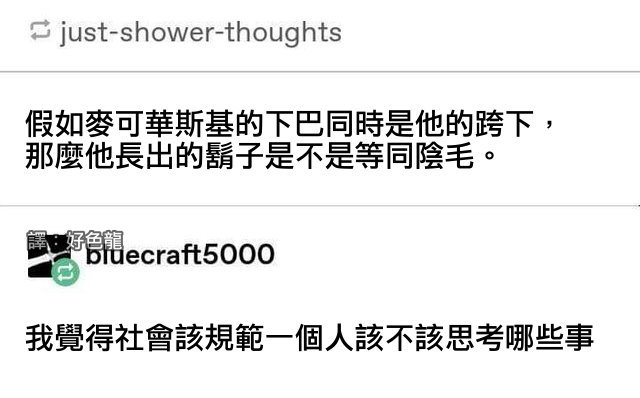 just-shower-thoughts
假如麥可華斯基的下巴同時是他的跨下，
那麼他長出的鬍子是不是等同陰毛。
譯：好色龍
bluecraft5000
我覺得社會該規範一個人該不該思考哪些事